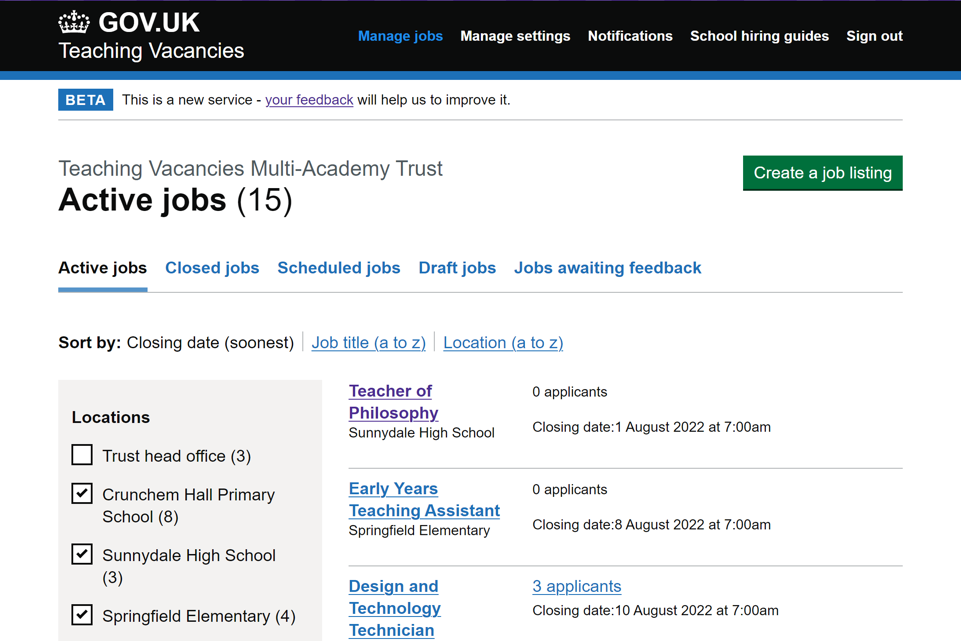 GOV.UK
Teaching Vacancies
Manage jobs Manage settings Notifications School hiring guides Sign out
BETA This is a new service - your feedback will help us to improve it.
Teaching Vacancies Multi-Academy Trust
Active jobs (15)
Create a job listing
Active jobs Closed jobs Scheduled jobs Draft jobs Jobs awaiting feedback
Sort by: Closing date (soonest) Job title (a to z) Location (a to z)
Locations
Trust head office (3)
Crunchem Hall Primary
School (8)
Sunnydale High School
(3)
Springfield Elementary (4)
Teacher of
Philosophy
Sunnydale High School
0 applicants
Closing date:1 August 2022 at 7:00am
Early Years
Teaching Assistant
Springfield Elementary
0 applicants
Closing date:8 August 2022 at 7:00am
Design and
Technology
Technician
3 applicants
Closing date:10 August 2022 at 7:00am